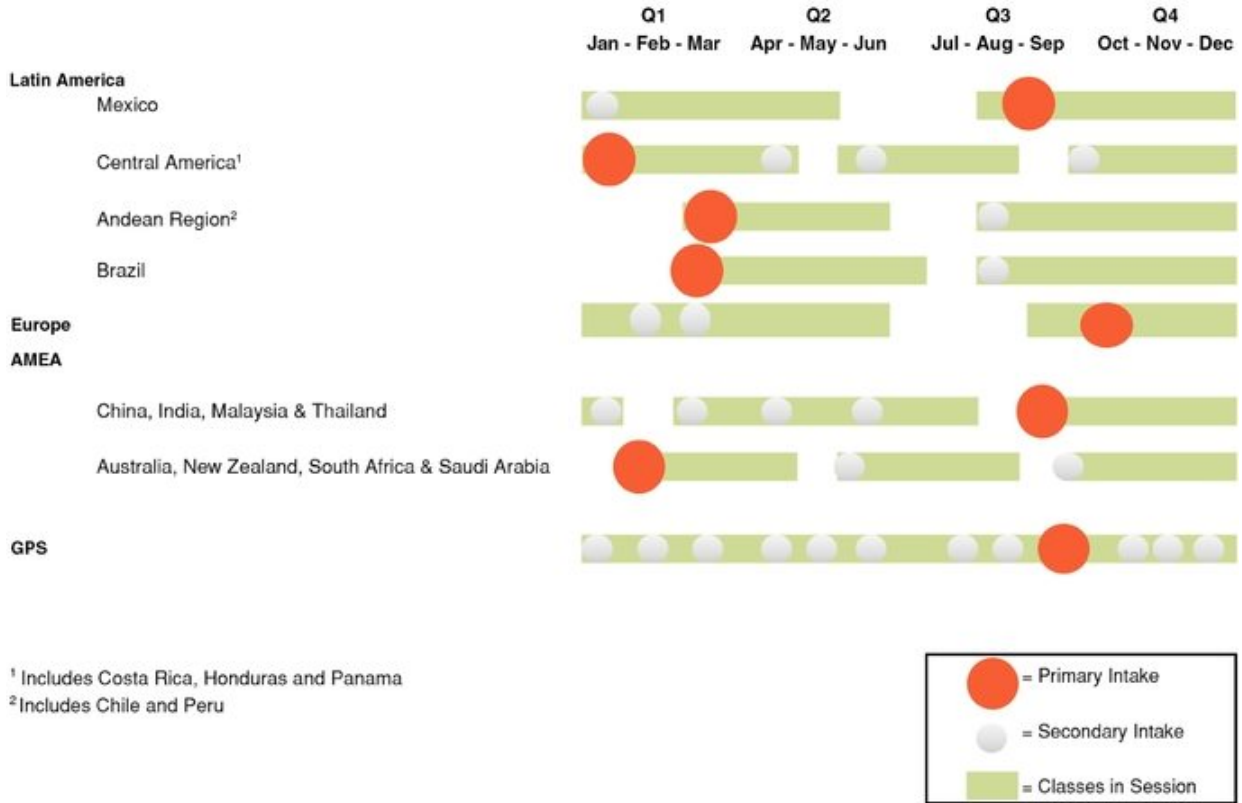 Q1 Q2 Q3 Q4
Jan - Feb - Mar Apr - May - Jun Jul - Aug - Sep Oct - Nov - Dec
Latin America
Mexico
Central America¹
Andean Region²
Brazil
Europe
AMEA
China, India, Malaysia & Thailand
Australia, New Zealand, South Africa & Saudi Arabia
GPS
¹ Includes Costa Rica, Honduras and Panama
² Includes Chile and Peru
= Primary Intake
= Secondary Intake
= Classes in Session